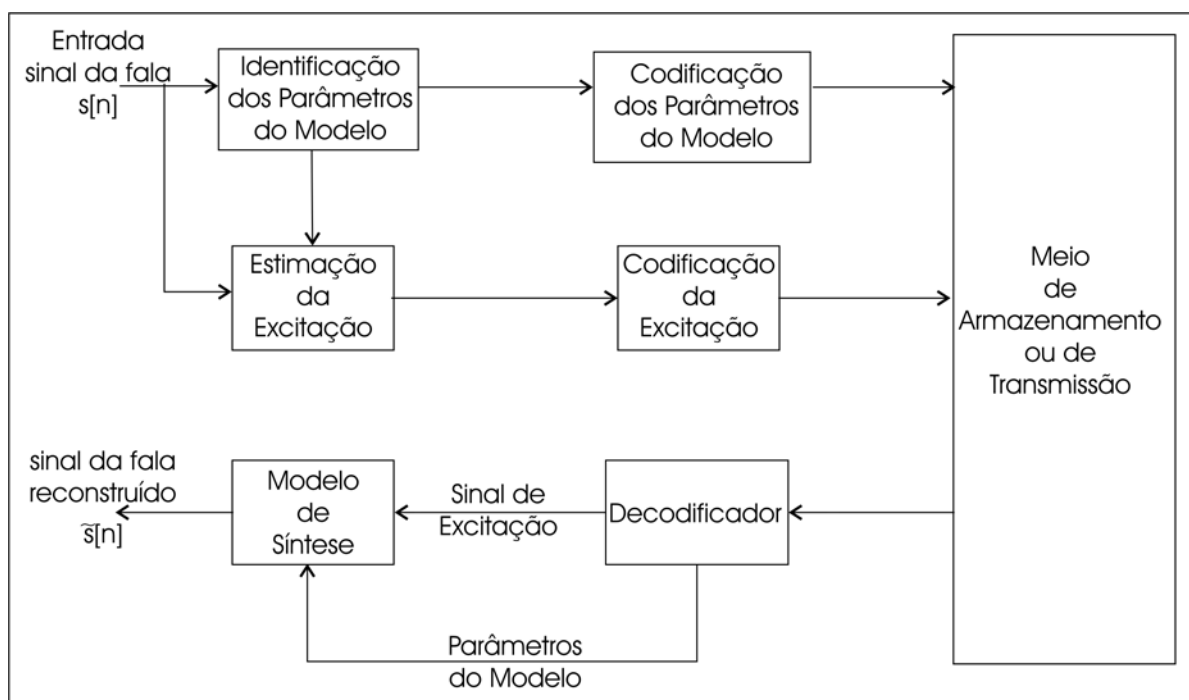 Entrada
sinal da fala
s[n]
Identificação
dos Parâmetros
do Modelo
Codificação
dos Parâmetros
do Modelo
Estimação
da
Excitação
Codificação
da
Excitação
Meio
de
Armazenamento
ou de
Transmissão
sinal da fala
reconstruído
s̃[n]
Modelo
de
Síntese
Sinal de
Excitação
Decodificador
Parâmetros
do Modelo